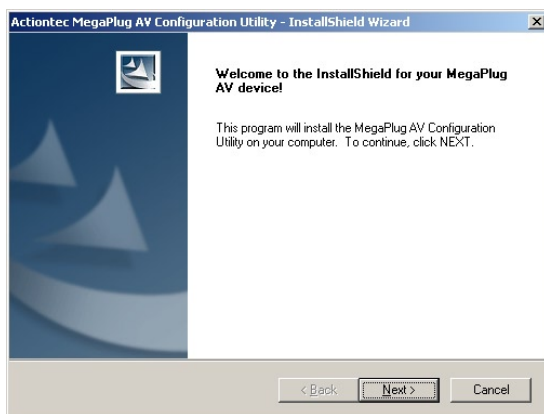 Actiontec MegaPlug AV Configuration Utility - InstallShield Wizard
Welcome to the InstallShield for your MegaPlug
AV device!
This program will install the MegaPlug AV Configuration
Utility on your computer. To continue, click NEXT.
< Back
Next >
Cancel